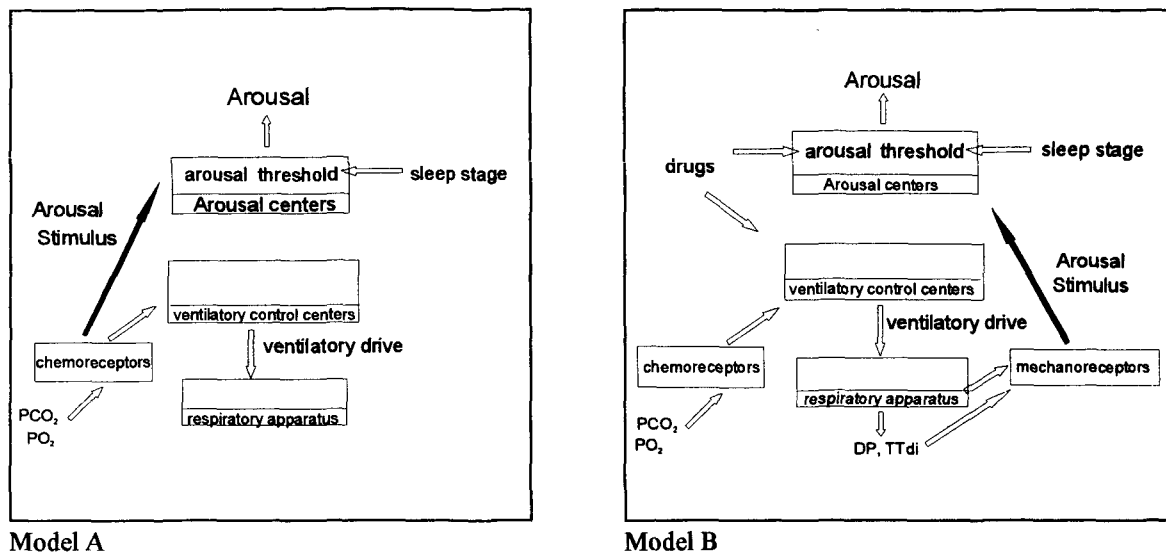 Arousal
arousal threshold
sleep stage
Arousal centers
Arousal
Stimulus
ventilatory control centers
ventilatory drive
chemoreceptors
respiratory apparatus
PCO₂
PO₂
Model A
Arousal
drugs
arousal threshold
sleep stage
Arousal centers
Arousal
Stimulus
ventilatory control centers
ventilatory drive
chemoreceptors
mechanoreceptors
respiratory apparatus
PCO₂
PO₂
DP, TTdi
Model B